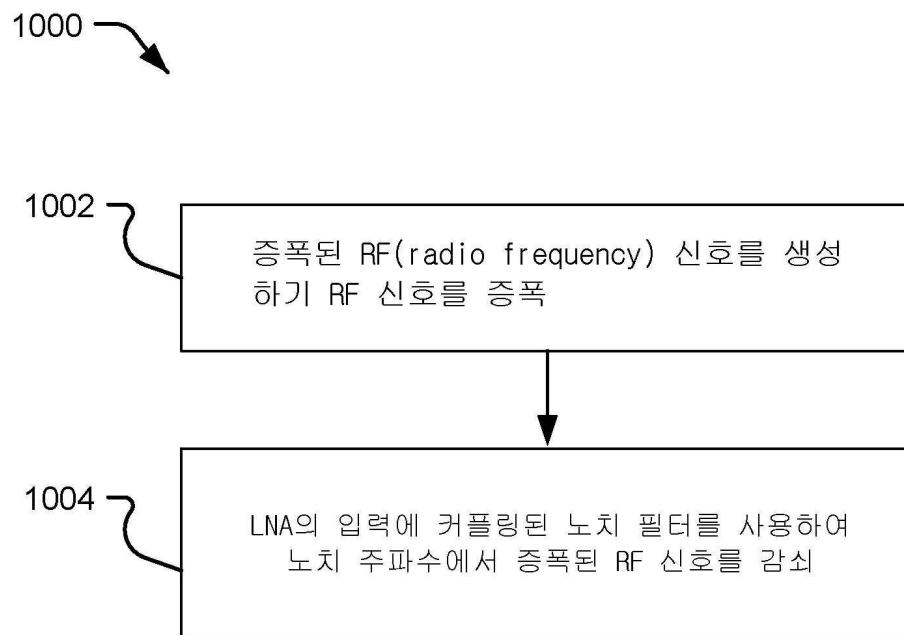 1000
1002
증폭된 RF(radio frequency) 신호를 생성
하기 RF 신호를 증폭
1004
LNA의 입력에 커플링된 노치 필터를 사용하여
노치 주파수에서 증폭된 RF 신호를 감쇠